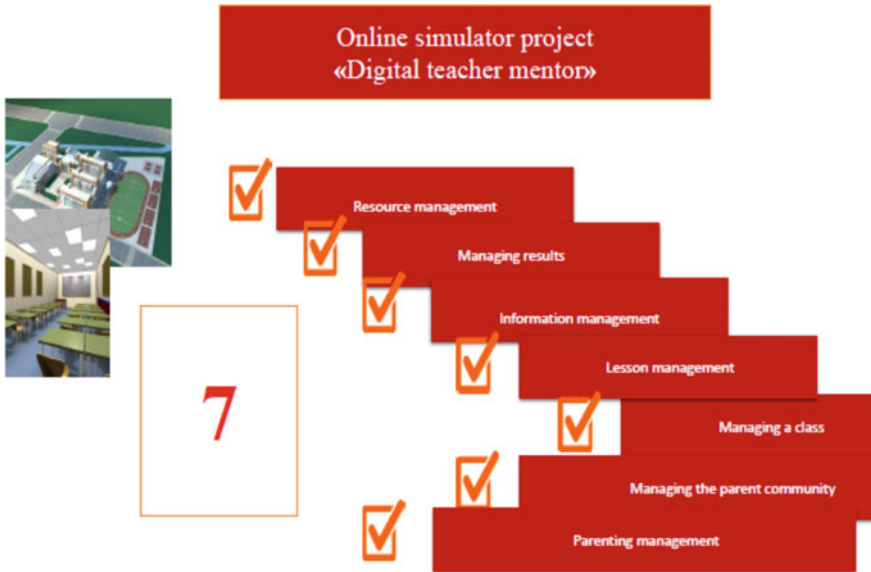 Online simulator project
«Digital teacher mentor»
Resource management
Managing results
Information management
Lesson management
Managing a class
Managing the parent community
Parenting management
7